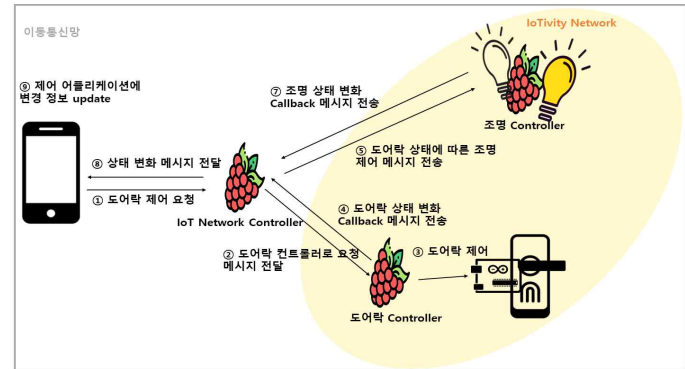 이동통신망
IoTivity Network
⑨ 제어 어플리케이션에
변경 정보 update
⑦ 조명 상태 변화
Callback 메시지 전송
조명 Controller
⑧ 상태 변화 메시지 전달
⑤ 도어락 상태에 따른 조명
제어 메시지 전송
① 도어락 제어 요청
IoT Network Controller
④ 도어락 상태 변화
Callback 메시지 전송
② 도어락 컨트롤러로 요청
메시지 전달
③ 도어락 제어
도어락 Controller